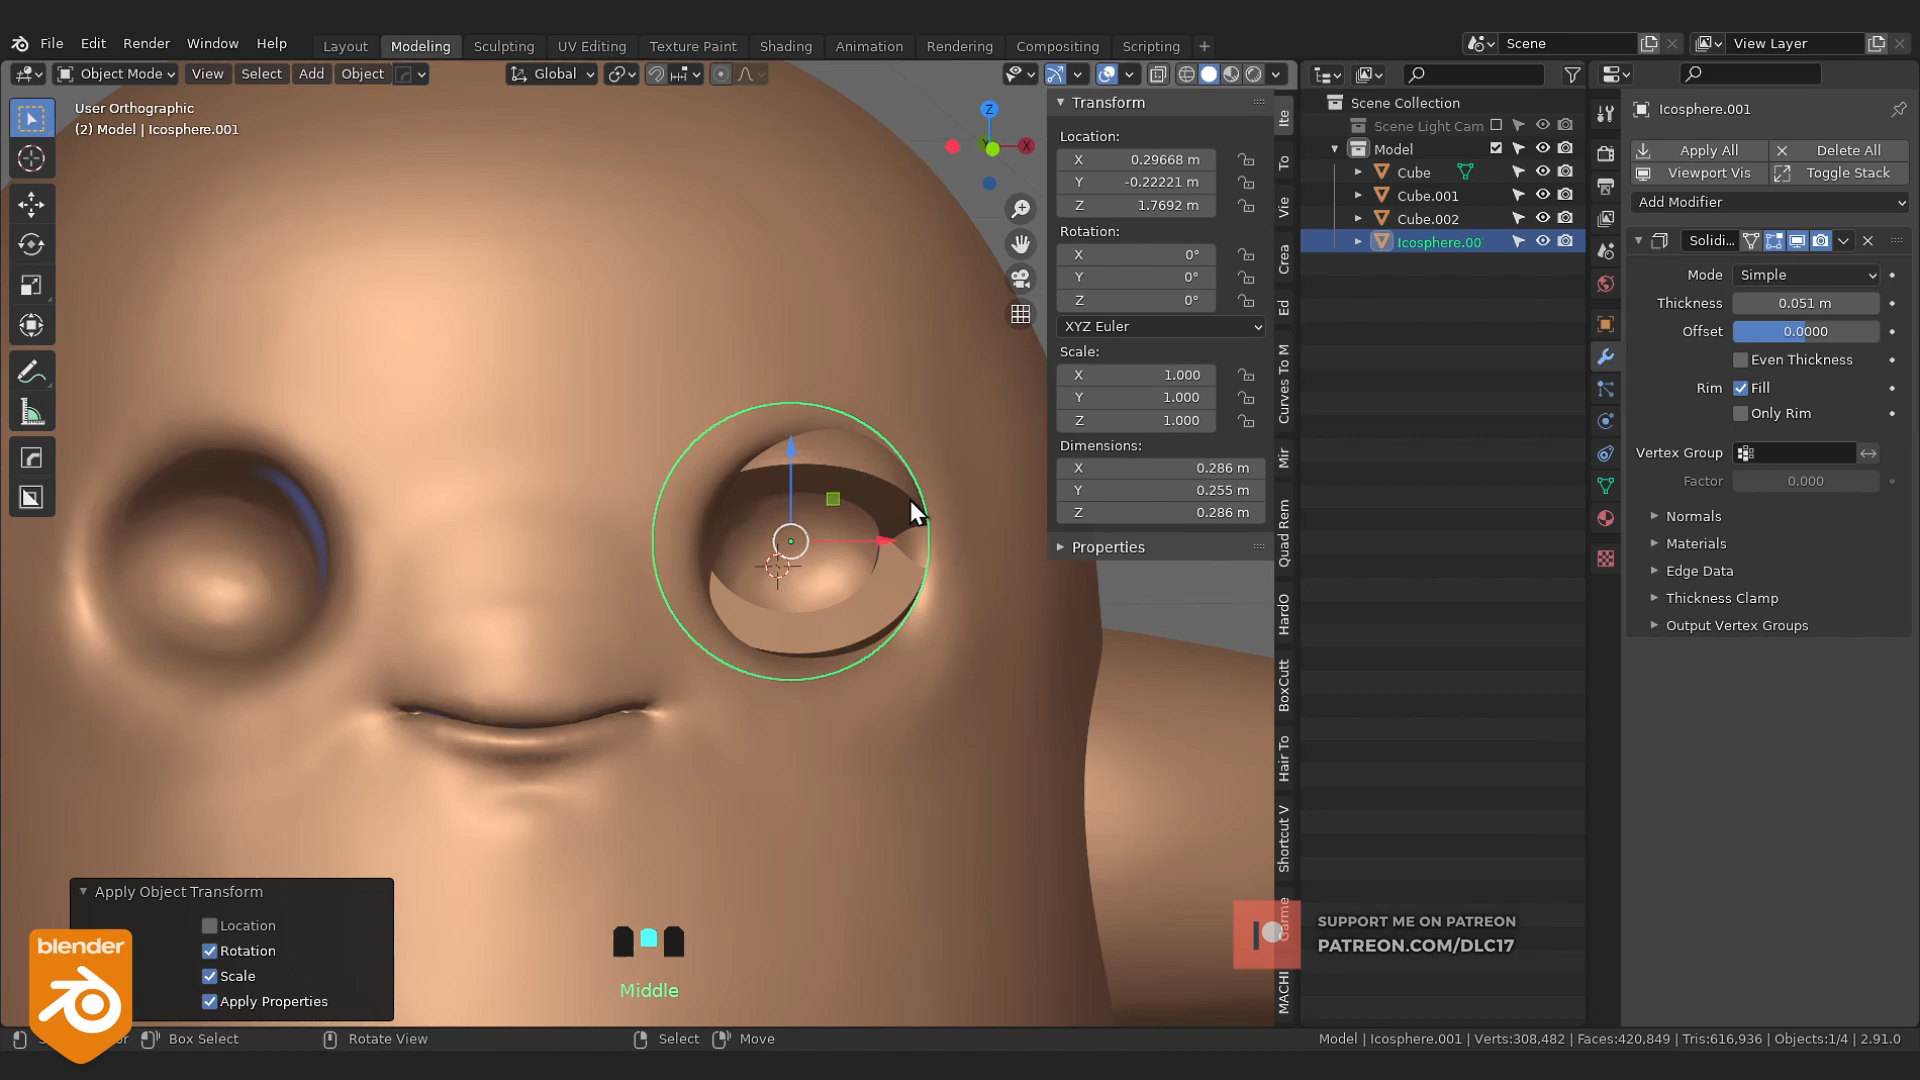 File Edit Render Window Help Layout Modeling Sculpting UV Editing Texture Paint Shading Animation Rendering Compositing Scripting + Scene View Layer
Object Mode View Select Add Object Global
User Orthographic
(2) Model | Icosphere.001
Z
X
Y
Transform
Location:
X 0.29668 m
Y -0.22221 m
Z 1.7692 m
Rotation:
X 0°
Y 0°
Z 0°
XYZ Euler
Scale:
X 1.000
Y 1.000
Z 1.000
Dimensions:
X 0.286 m
Y 0.255 m
Z 0.286 m
Properties
Ite
To
Vie
Crea
Ed
Curves To M
Mir
Quad Rem
HardO
BoxCutt
Hair To
Shortcut V
Garme
MACHI
Scene Collection
Scene Light Cam
Model
Cube
Cube.001
Cube.002
Icosphere.00
Icosphere.001
Apply All Delete All
Viewport Vis Toggle Stack
Add Modifier
Solidi...
Mode Simple
Thickness 0.051 m
Offset 0.0000
Even Thickness
Rim Fill
Only Rim
Vertex Group
Factor 0.000
Normals
Materials
Edge Data
Thickness Clamp
Output Vertex Groups
Apply Object Transform
Location
Rotation
Scale
Apply Properties
blender
Middle
SUPPORT ME ON PATREON
PATREON.COM/DLC17
Box Select Rotate View Select Move Model | Icosphere.001 | Verts:308,482 | Faces:420,849 | Tris:616,936 | Objects:1/4 | 2.91.0